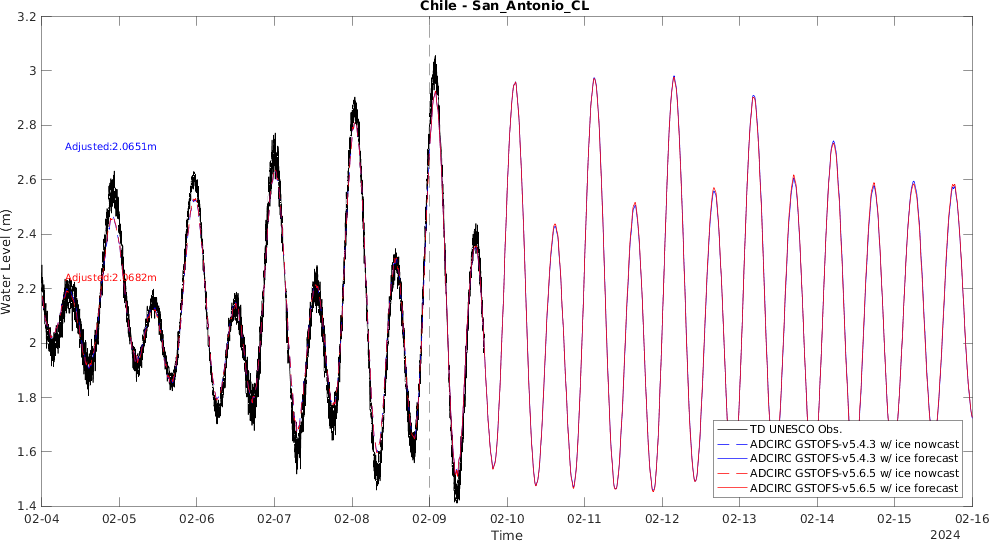 Chile - San_Antonio_CL
3.2
3
2.8
2.6
2.4
2.2
2
1.8
1.6
1.4
Water Level (m)
Adjusted:2.0651m
Adjusted:2.0682m
TD UNESCO Obs.
ADCIRC GSTOFS-v5.4.3 w/ ice nowcast
ADCIRC GSTOFS-v5.4.3 w/ ice forecast
ADCIRC GSTOFS-v5.6.5 w/ ice nowcast
ADCIRC GSTOFS-v5.6.5 w/ ice forecast
02-04 02-05 02-06 02-07 02-08 02-09 02-10 02-11 02-12 02-13 02-14 02-15 02-16
Time
2024